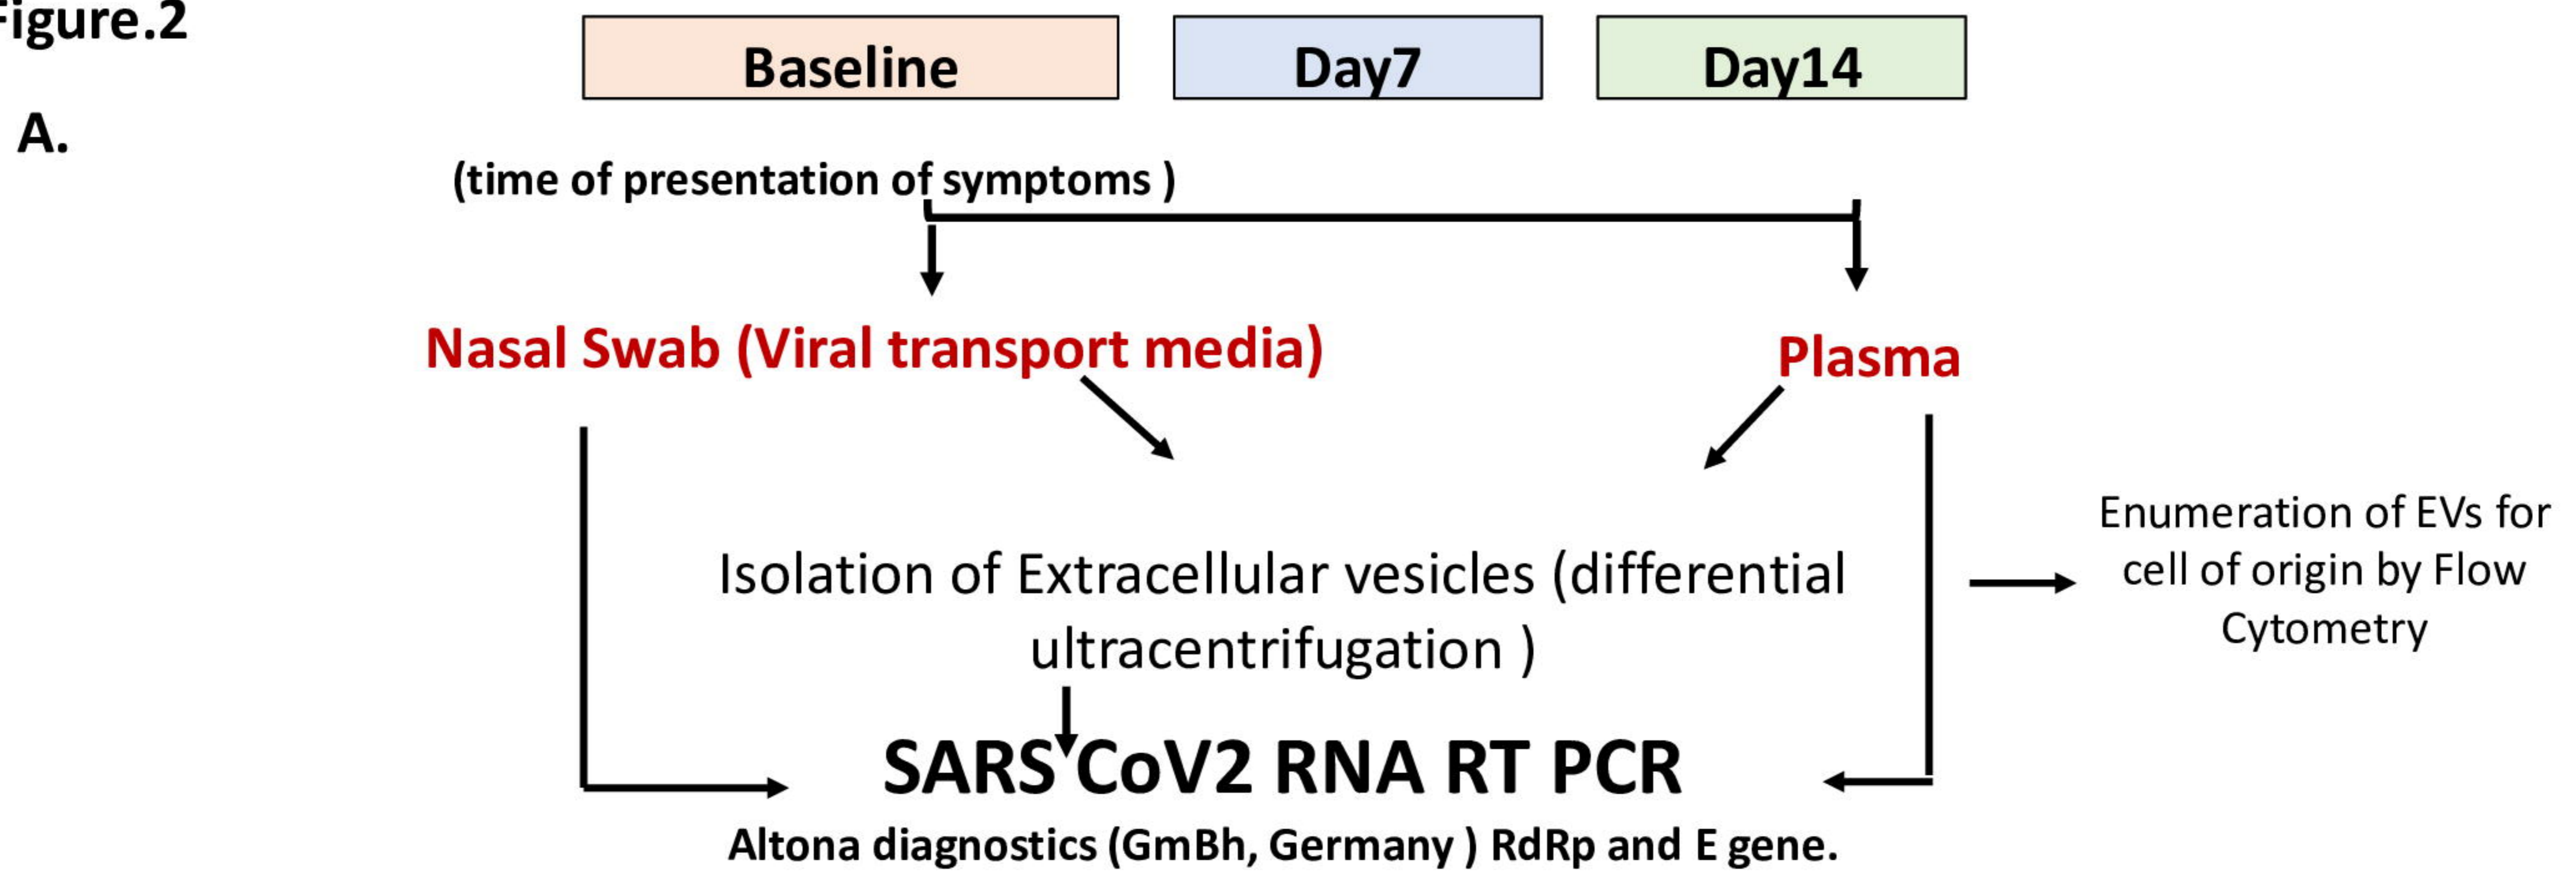 Figure.2
Baseline
Day7
Day14
A.
(time of presentation of symptoms )
Nasal Swab (Viral transport media)
Plasma
Enumeration of EVs for
cell of origin by Flow
Cytometry
Isolation of Extracellular vesicles (differential
ultracentrifugation )
SARS CoV2 RNA RT PCR
Altona diagnostics (GmBh, Germany ) RdRp and E gene.